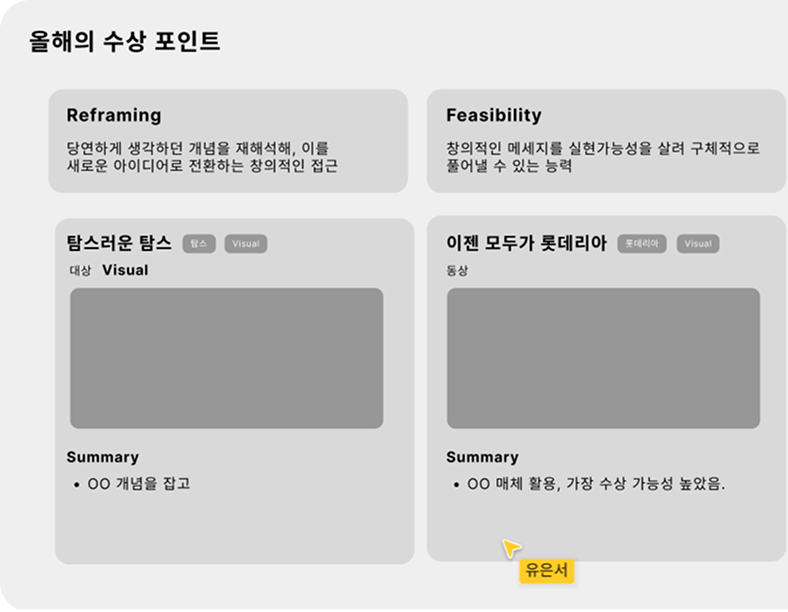 올해의 수상 포인트
Reframing
당연하게 생각하던 개념을 재해석해, 이를
새로운 아이디어로 전환하는 창의적인 접근
Feasibility
창의적인 메세지를 실현가능성을 살려 구체적으로
풀어낼 수 있는 능력
탐스러운 탐스 탐스 Visual
대상 Visual
Summary
• OO 개념을 잡고
이젠 모두가 롯데리아 롯데리아 Visual
동상
Summary
• OO 매체 활용, 가장 수상 가능성 높았음.
유은서